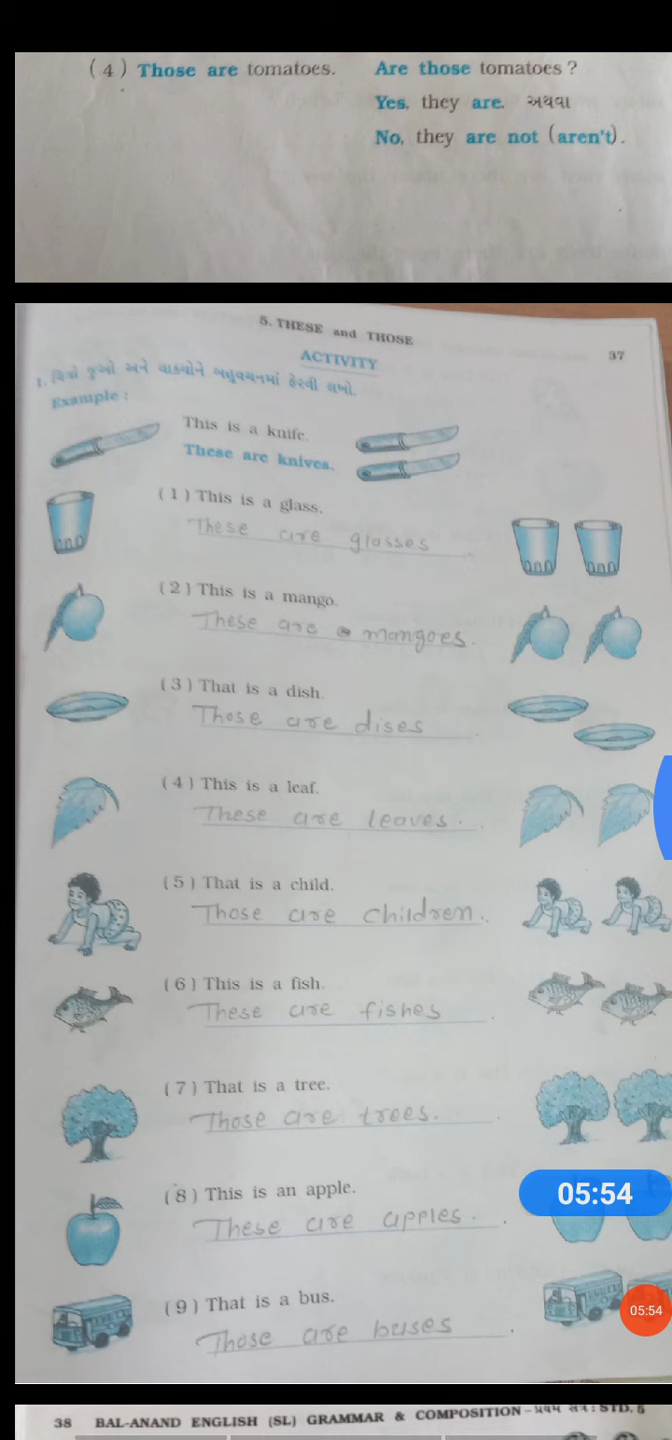 (4) Those are tomatoes. Are those tomatoes?
Yes, they are. અથવા
No, they are not (aren't).
5. THESE and THOSE 37
ACTIVITY
1. ચિત્રો જુઓ અને વાક્યોને બહુવચનમાં ફેરવી લખો.
Example :
This is a knife.
These are knives.
(1) This is a glass.
These are glasses
(2) This is a mango.
These are mangoes.
(3) That is a dish.
Those are dises
(4) This is a leaf.
These are leaves.
(5) That is a child.
Those are children.
(6) This is a fish.
These are fishes
(7) That is a tree.
Those are trees.
(8) This is an apple.
05:54
These are apples.
(9) That is a bus.
05:54
Those are buses
38 BAL-ANAND ENGLISH (SL) GRAMMAR & COMPOSITION – પ્રથમ સત્ર : STD. 5